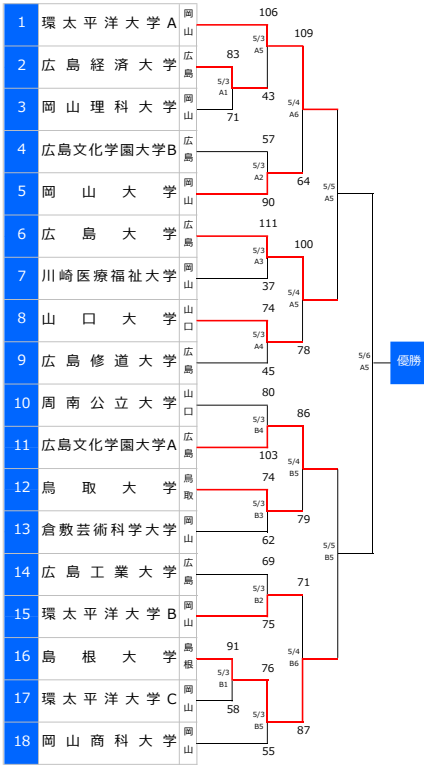 1 環太平洋大学A 岡山
2 広島経済大学 広島
3 岡山理科大学 岡山
4 広島文化学園大学B 広島
5 岡山大学 岡山
6 広島大学 広島
7 川崎医療福祉大学 岡山
8 山口大学 山口
9 広島修道大学 広島
10 周南公立大学 山口
11 広島文化学園大学A 広島
12 鳥取大学 鳥取
13 倉敷芸術科学大学 岡山
14 広島工業大学 広島
15 環太平洋大学B 岡山
16 島根大学 島根
17 環太平洋大学C 岡山
18 岡山商科大学 岡山
106
5/3
A5
109
83
5/3
A1
43
71
5/4
A6
57
5/3
A2
64
90
5/5
A5
111
5/3
A3
100
37
5/4
A5
74
5/3
A4
78
45
5/6
A5
優勝
80
5/3
B4
86
103
5/4
B5
74
5/3
B3
79
62
5/5
B5
69
5/3
B2
71
75
5/4
B6
91
5/3
B1
76
58
5/3
B5
87
55